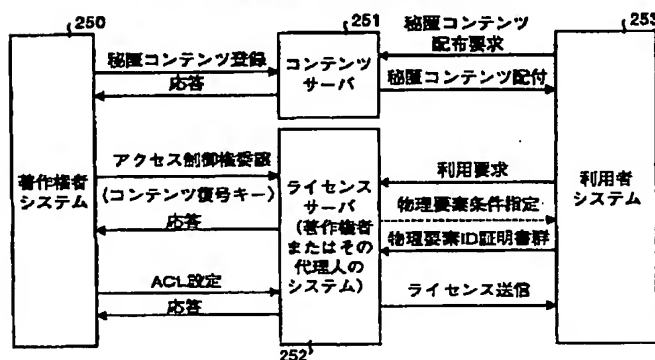 250
著作権者
システム
秘匿コンテンツ登録
応答
251
コンテンツ
サーバ
秘匿コンテンツ
配布要求
秘匿コンテンツ配付
253
利用者
システム
アクセス制御権委譲
(コンテンツ復号キー)
応答
ACL設定
応答
ライセンス
サーバ
(著作権者
またはその
代理人の
システム)
252
利用要求
物理要素条件指定
物理要素ID証明書群
ライセンス送信